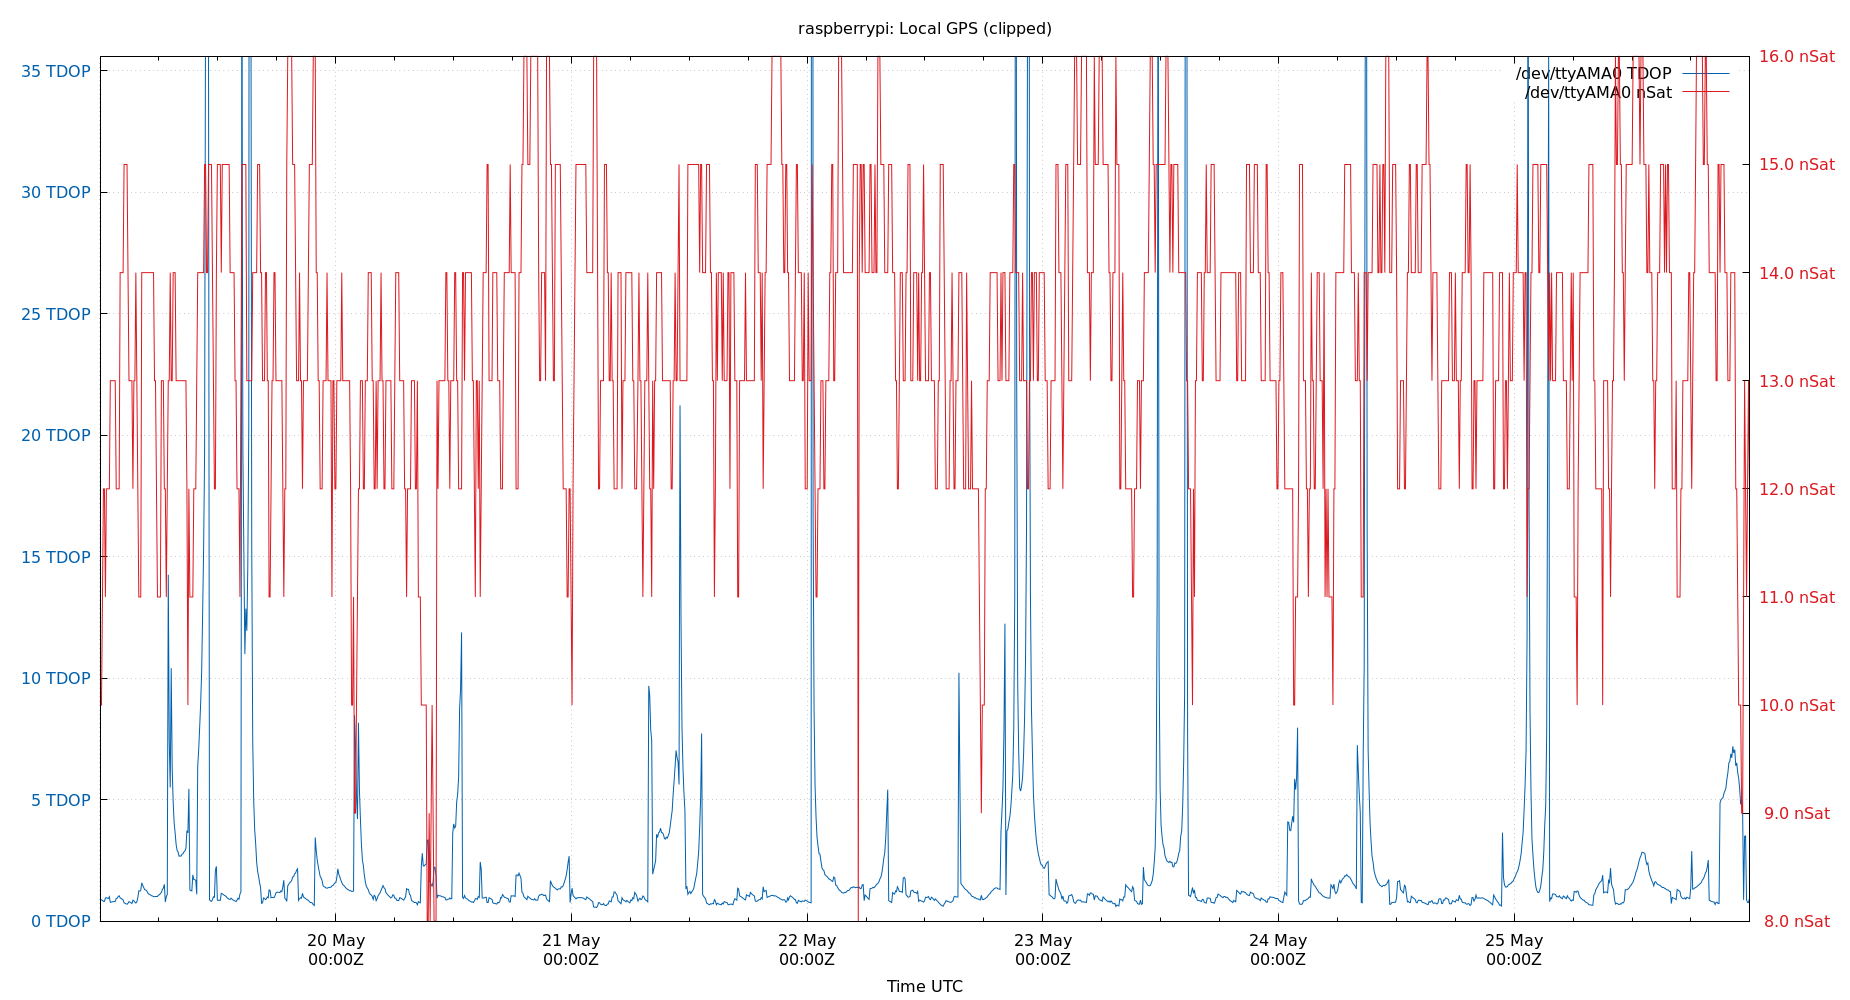 raspberrypi: Local GPS (clipped)
35 TDOP
30 TDOP
25 TDOP
20 TDOP
15 TDOP
10 TDOP
5 TDOP
0 TDOP
16.0 nSat
15.0 nSat
14.0 nSat
13.0 nSat
12.0 nSat
11.0 nSat
10.0 nSat
9.0 nSat
8.0 nSat
/dev/ttyAMA0 TDOP
/dev/ttyAMA0 nSat
20 May
00:00Z
21 May
00:00Z
22 May
00:00Z
23 May
00:00Z
24 May
00:00Z
25 May
00:00Z
Time UTC